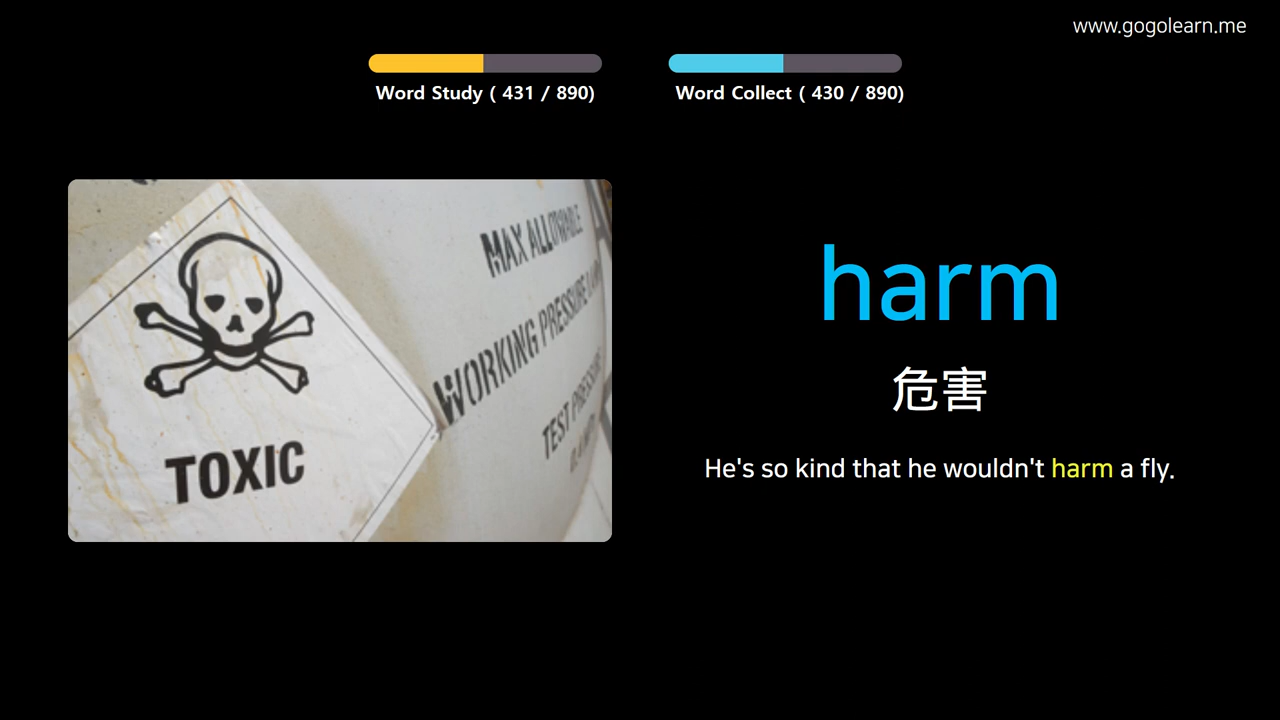 www.gogolearn.me
Word Study ( 431 / 890)
Word Collect ( 430 / 890)
MAX ALLOWABLE
WORKING PRESSURE
TEST PRESSURE
TOXIC
harm
危害
He's so kind that he wouldn't harm a fly.